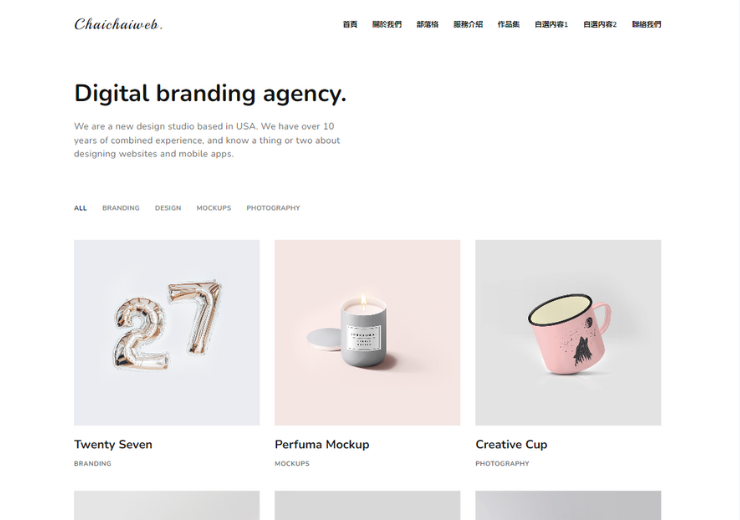 Chaichaiweb.
首頁 關於我們 部落格 服務介紹 作品集 自選內容1 自選內容2 聯絡我們
Digital branding agency.
We are a new design studio based in USA. We have over 10
years of combined experience, and know a thing or two about
designing websites and mobile apps.
ALL BRANDING DESIGN MOCKUPS PHOTOGRAPHY
27
Twenty Seven Perfuma Mockup Creative Cup
BRANDING MOCKUPS PHOTOGRAPHY